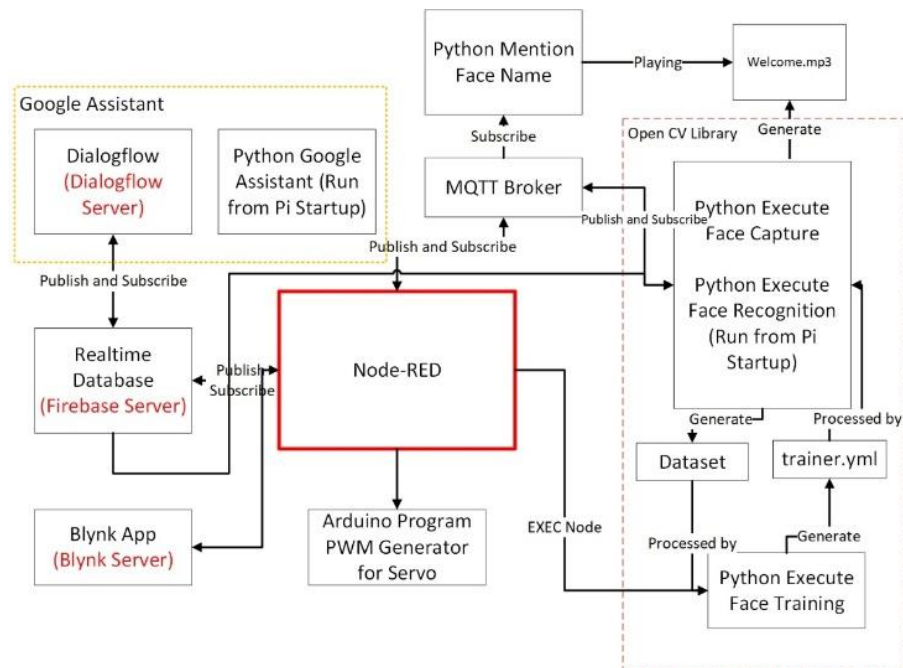 Google Assistant
Dialogflow
(Dialogflow
Server)
Python Google
Assistant (Run
from Pi Startup)
Publish and Subscribe
Realtime
Database
(Firebase Server)
Blynk App
(Blynk Server)
Publish
Subscribe
Publish and Subscribe
Node-RED
Arduino Program
PWM Generator
for Servo
EXEC Node
Python Mention
Face Name
Subscribe
MQTT Broker
Publish and Subscribe
Playing
Welcome.mp3
Open CV Library
Generate
Python Execute
Face Capture
Python Execute
Face Recognition
(Run from Pi
Startup)
Generate
Processed by
Dataset
trainer.yml
Processed by
Generate
Python Execute
Face Training